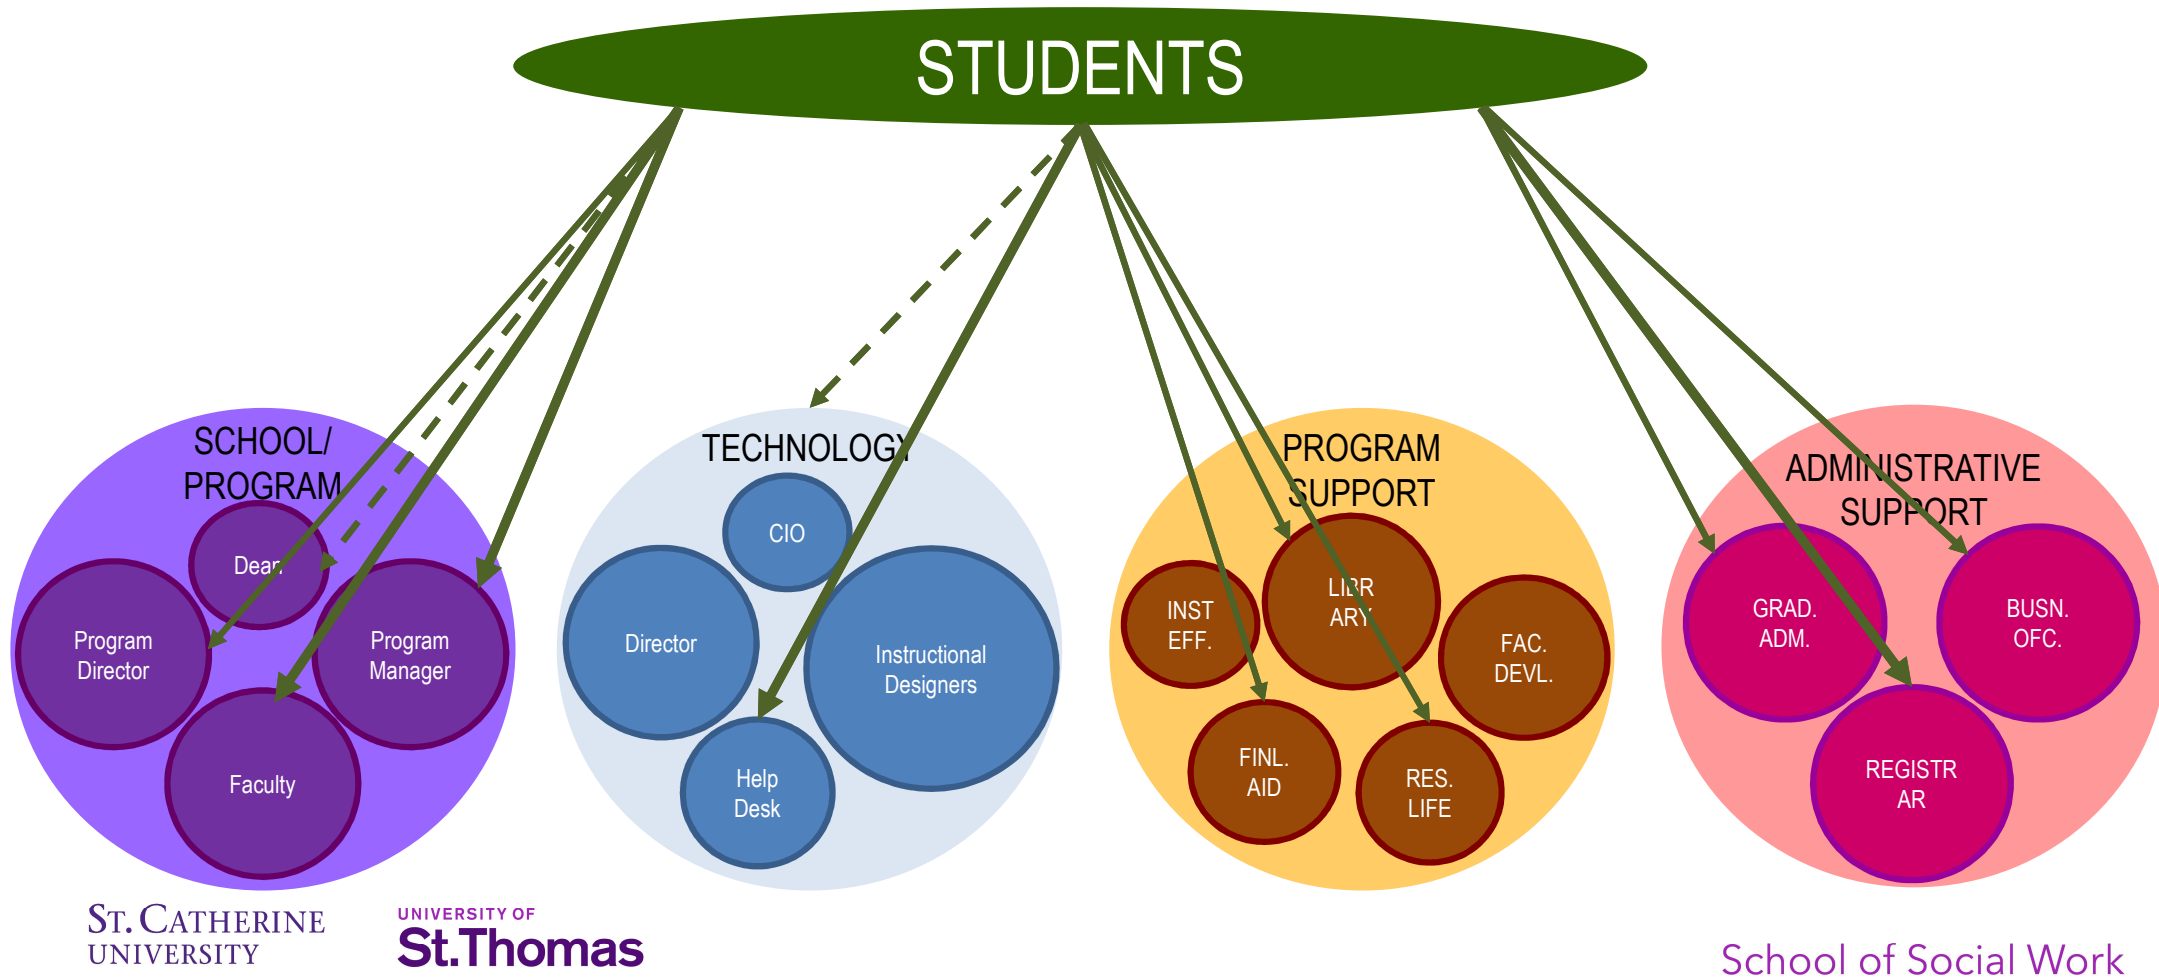 STUDENTS
SCHOOL/
PROGRAM
Dean
Program
Director
Program
Manager
Faculty
TECHNOLOGY
CIO
Director
Instructional
Designers
Help
Desk
PROGRAM
SUPPORT
INST
EFF.
LIBR
ARY
FAC.
DEVL.
FINL.
AID
RES.
LIFE
ADMINISTRATIVE
SUPPORT
GRAD.
ADM.
BUSN.
OFC.
REGISTR
AR
ST. CATHERINE
UNIVERSITY
UNIVERSITY OF
St.Thomas
School of Social Work